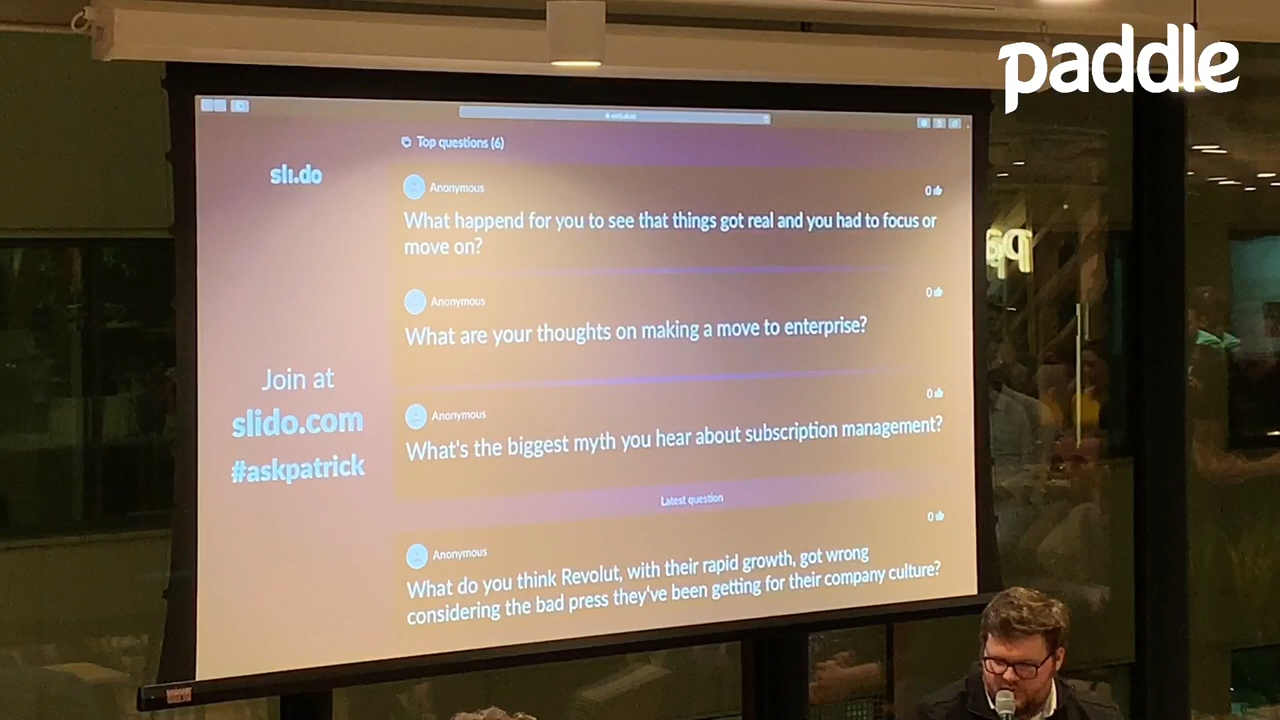 paddle
Top questions (6)
sli.do
Anonymous
0
What happend for you to see that things got real and you had to focus or
move on?
Anonymous
0
What are your thoughts on making a move to enterprise?
Join at
slido.com
#askpatrick
Anonymous
0
What's the biggest myth you hear about subscription management?
Latest question
Anonymous
0
What do you think Revolut, with their rapid growth, got wrong
considering the bad press they've been getting for their company culture?